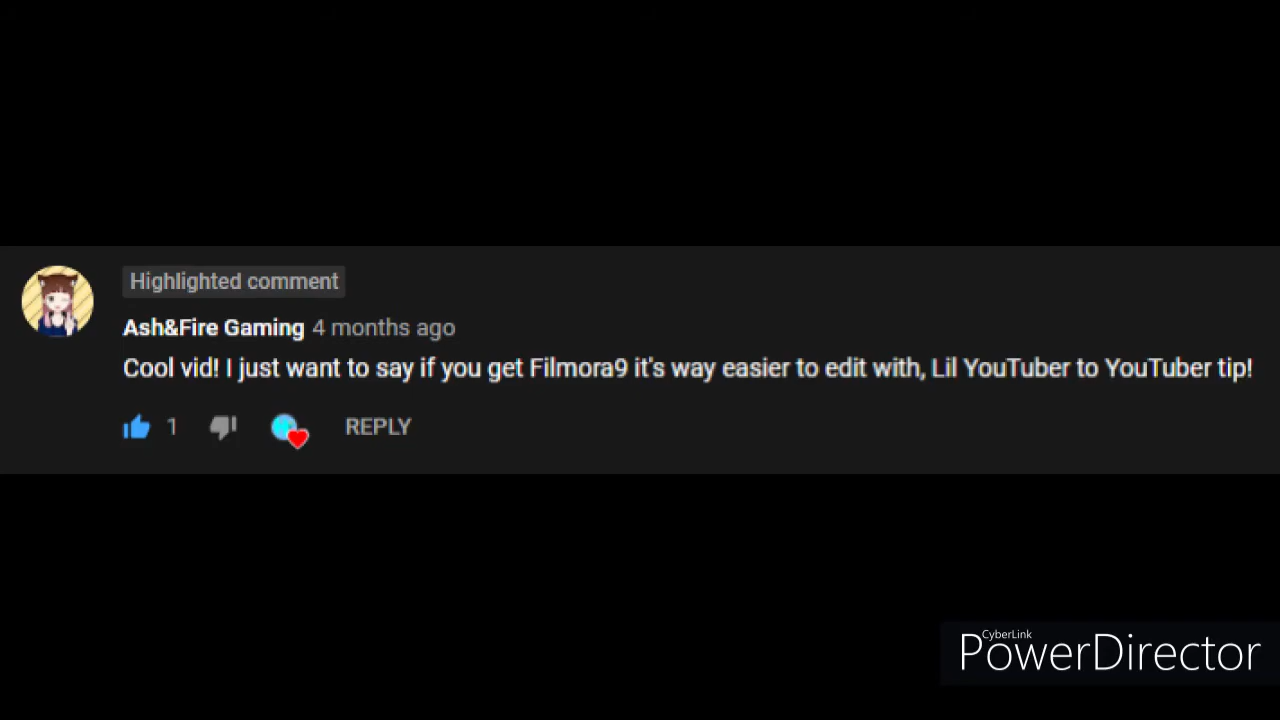 Highlighted comment
Ash&Fire Gaming 4 months ago
Cool vid! I just want to say if you get Filmora9 it's way easier to edit with, Lil YouTuber to YouTuber tip!
1 REPLY
CyberLink
PowerDirector